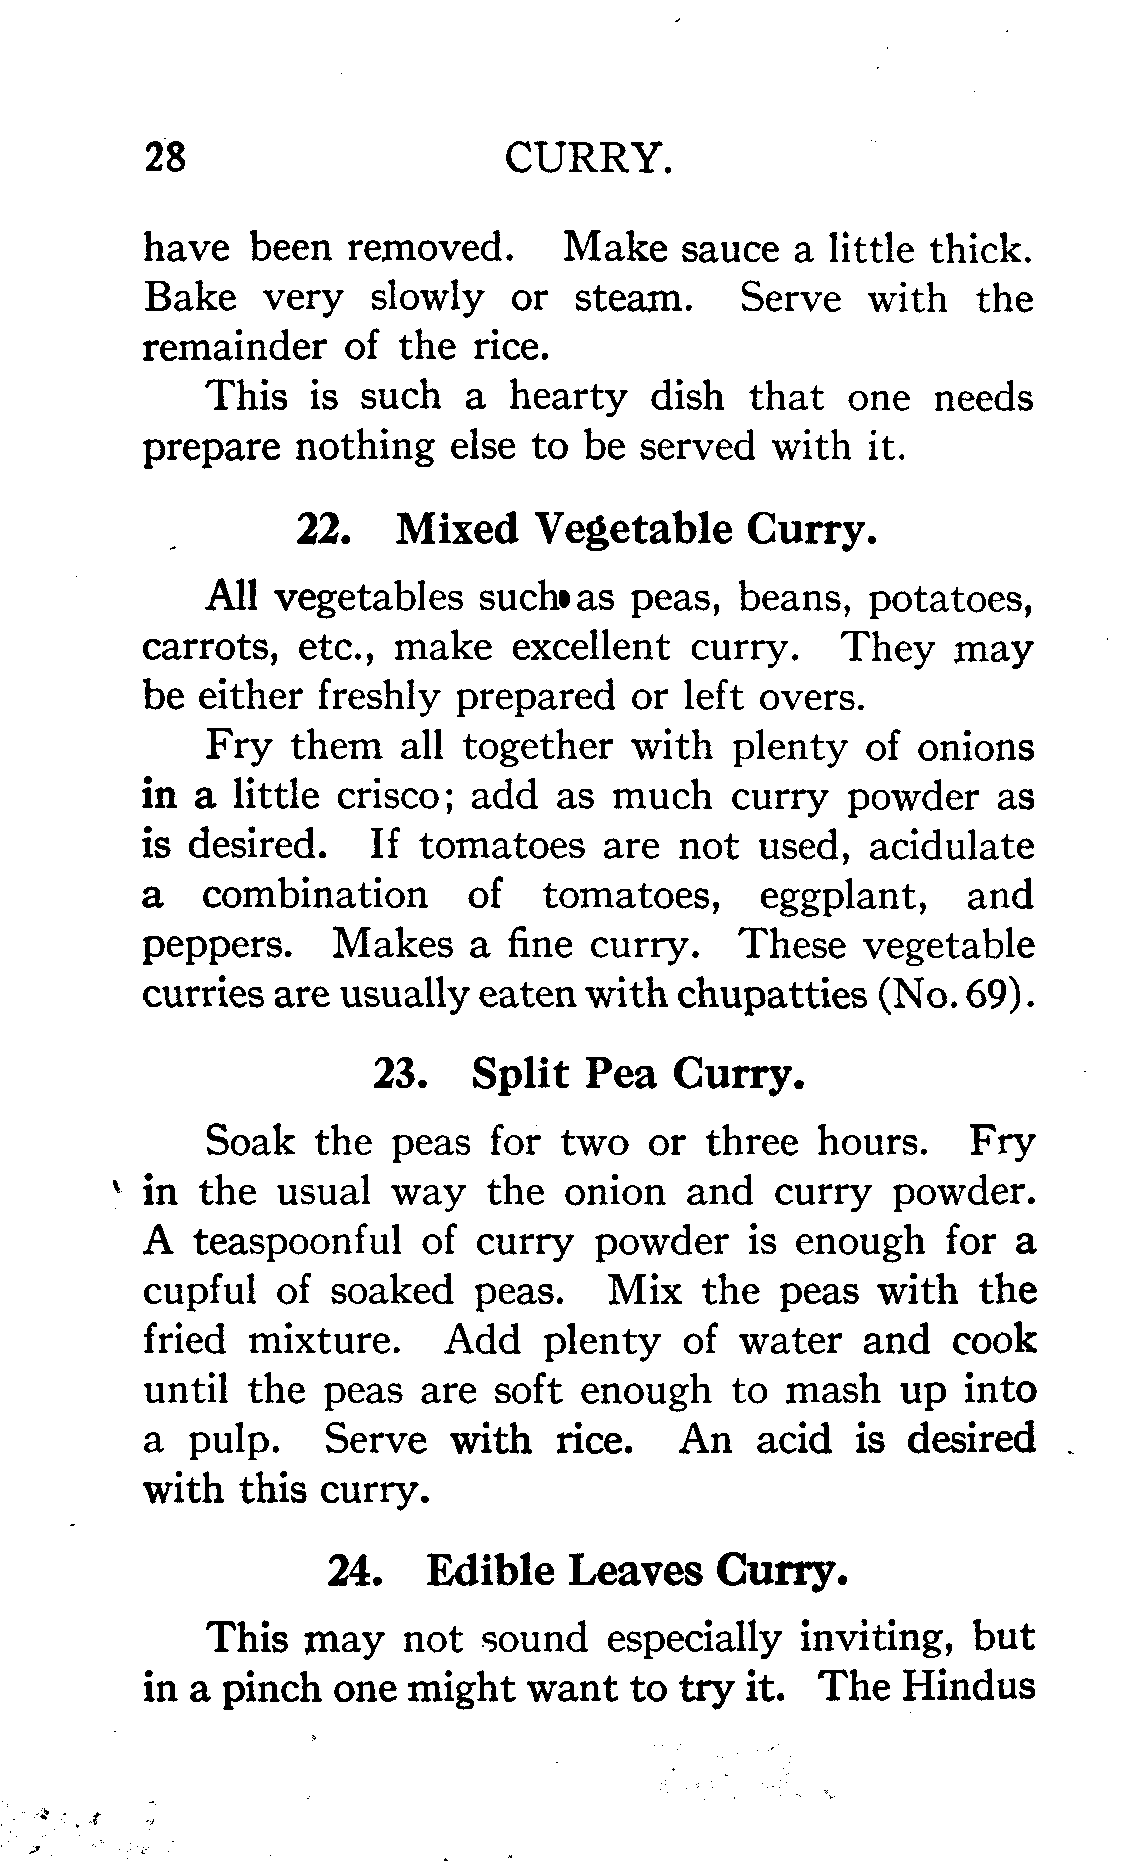 28 CURRY.
have been removed. Make sauce a little thick.
Bake very slowly or steam. Serve with the
remainder of the rice.
This is such a hearty dish that one needs
prepare nothing else to be served with it.
22. Mixed Vegetable Curry.
All vegetables such as peas, beans, potatoes,
carrots, etc., make excellent curry. They may
be either freshly prepared or left overs.
Fry them all together with plenty of onions
in a little crisco; add as much curry powder as
is desired. If tomatoes are not used, acidulate
a combination of tomatoes, eggplant, and
peppers. Makes a fine curry. These vegetable
curries are usually eaten with chupatties (No. 69).
23. Split Pea Curry.
Soak the peas for two or three hours. Fry
in the usual way the onion and curry powder.
A teaspoonful of curry powder is enough for a
cupful of soaked peas. Mix the peas with the
fried mixture. Add plenty of water and cook
until the peas are soft enough to mash up into
a pulp. Serve with rice. An acid is desired
with this curry.
24. Edible Leaves Curry.
This may not sound especially inviting, but
in a pinch one might want to try it. The Hindus